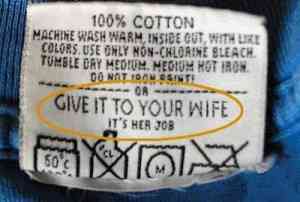 100% COTTON
MACHINE WASH WARM, INSIDE OUT, WITH LIKE
COLORS. USE ONLY NON-CHLORINE BLEACH.
TUMBLE DRY MEDIUM. MEDIUM HOT IRON.
DO NOT IRON PRINT!
OR
GIVE IT TO YOUR WIFE
IT'S HER JOB
60°C CL M